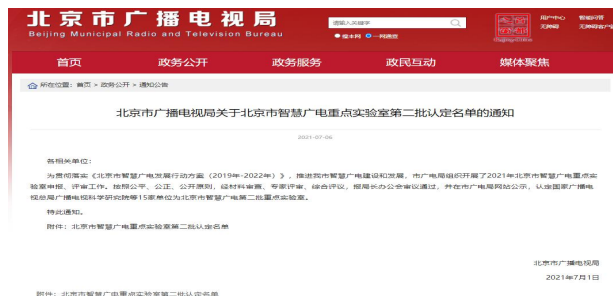 北京市广播电视局
Beijing Municipal Radio and Television Bureau
请输入关键字
搜本网 一网通查
用户中心 智能问答
无障碍
首页 政务公开 政务服务 政民互动 媒体聚焦
所在位置：首页 > 政务公开 > 通知公告
北京市广播电视局关于北京市智慧广电重点实验室第二批认定名单的通知
2021-07-06
各相关单位：
为贯彻落实《北京市智慧广电发展行动方案（2019年-2022年）》，推进我市智慧广电建设和发展，市广电局组织开展了2021年北京市智慧广电重点实
验室申报、评审工作。按照公平、公正、公开原则，经材料审查、专家评审、综合评议，报局长办公会审议通过，并在市广电局网站公示，认定国家广播电
视总局广播电视科学研究院等15家单位为北京市智慧广电第二批重点实验室。
特此通知。
附件：北京市智慧广电重点实验室第二批认定名单
北京市广播电视局
2021年7月1日
附件：北京市智慧广电重点实验室第二批认定名单